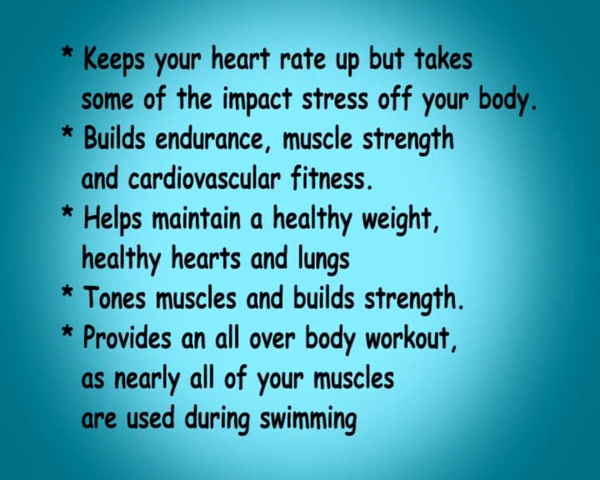 * Keeps your heart rate up but takes
some of the impact stress off your body.
* Builds endurance, muscle strength
and cardiovascular fitness.
* Helps maintain a healthy weight,
healthy hearts and lungs
* Tones muscles and builds strength.
* Provides an all over body workout,
as nearly all of your muscles
are used during swimming